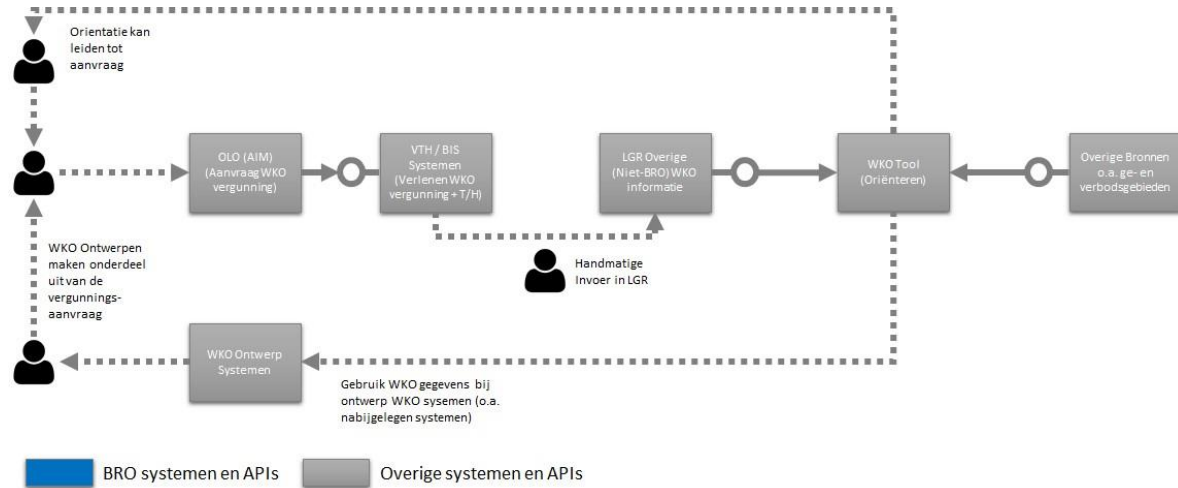 Orientatie kan
leiden tot
aanvraag
OLO (AIM)
(Aanvraag WKO
vergunning)
VTH / BIS
Systemen
(Verlenen WKO
vergunning + T/H)
LGR Overige
(Niet-BRO) WKO
informatie
WKO Tool
(Oriënteren)
Overige Bronnen
o.a. ge- en
verbodsgebieden
WKO Ontwerpen
maken onderdeel
uit van de
vergunnings-
aanvraag
Handmatige
Invoer in LGR
WKO Ontwerp
Systemen
Gebruik WKO gegevens bij
ontwerp WKO sysemen (o.a.
nabijgelegen systemen)
BRO systemen en APIs
Overige systemen en APIs